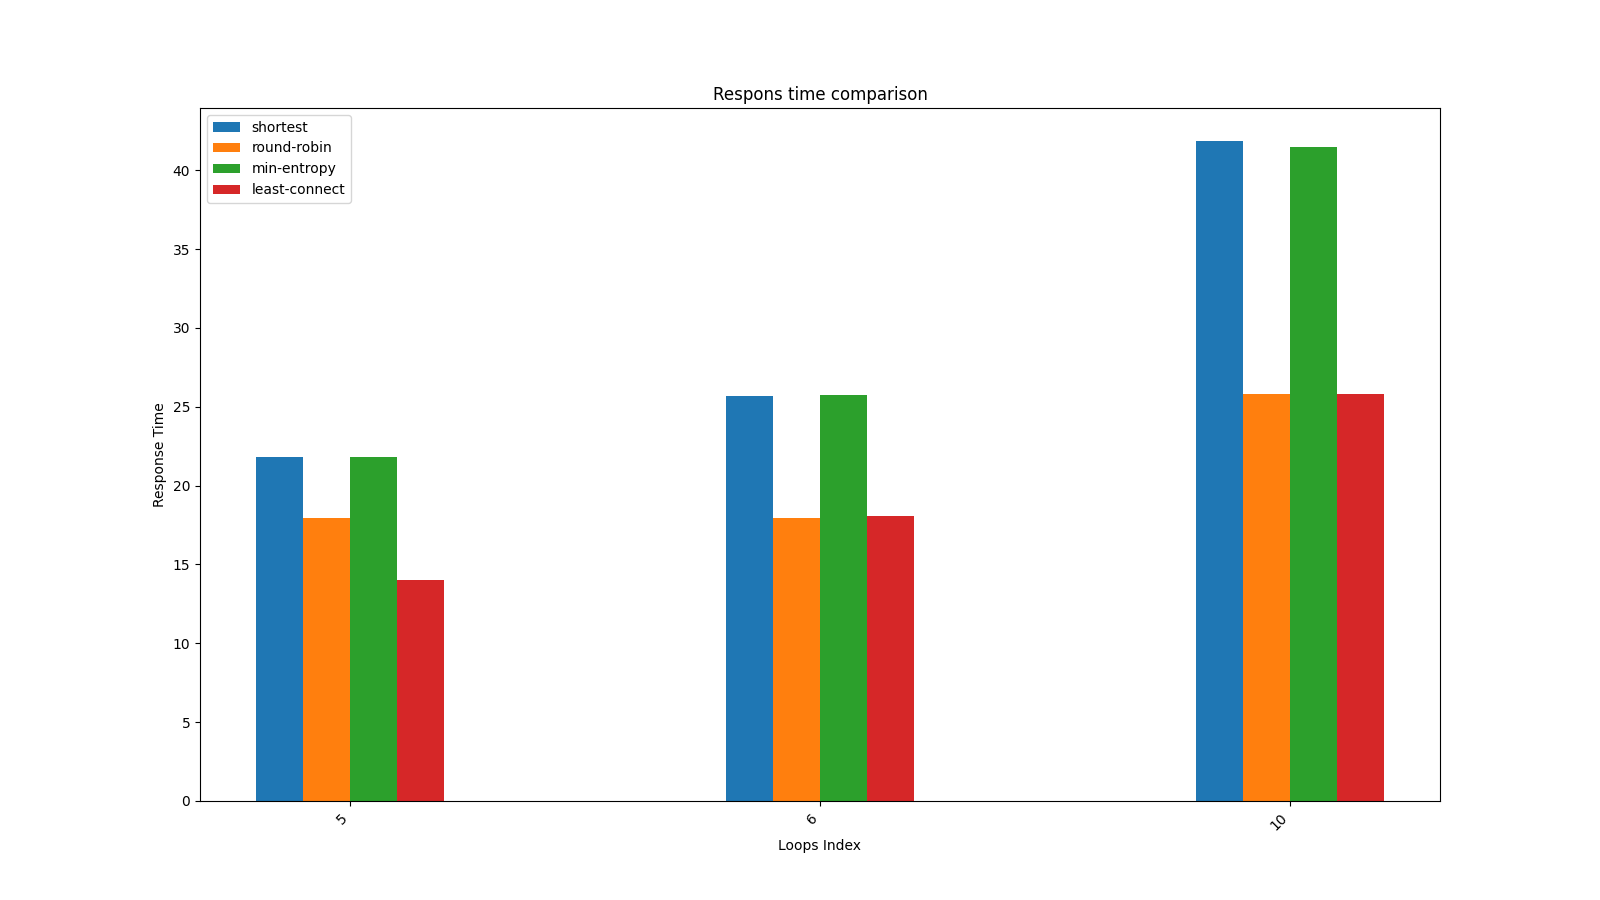 Respons time comparison
shortest
round-robin
min-entropy
least-connect
40
35
30
25
20
15
10
5
0
Response Time
5
6
10
Loops Index